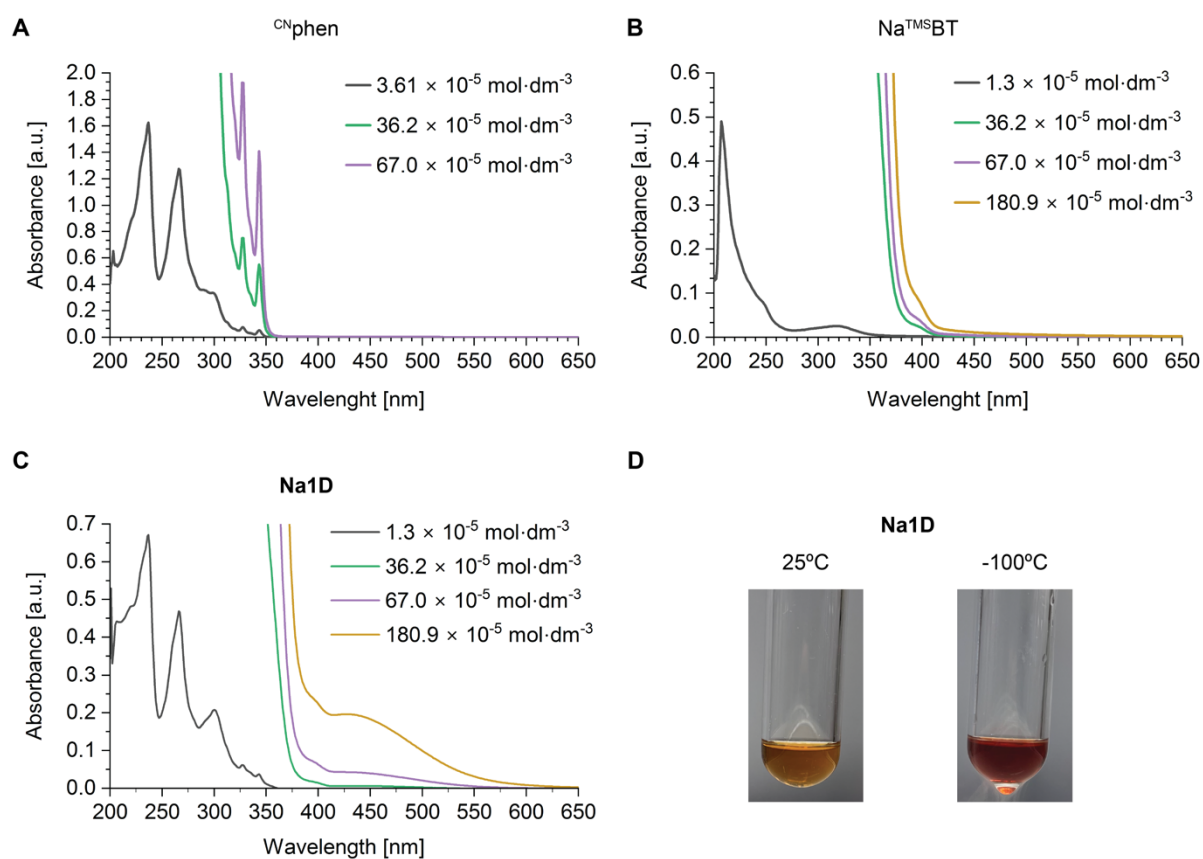 A
CNphen
2.0
1.8
1.6
1.4
1.2
1.0
0.8
0.6
0.4
0.2
0.0
Absorbance [a.u.]
3.61 × 10-5 mol·dm-3
36.2 × 10-5 mol·dm-3
67.0 × 10-5 mol·dm-3
200 250 300 350 400 450 500 550 600 650
Wavelenght [nm]
B
NaTMSBT
0.6
0.5
0.4
0.3
0.2
0.1
0.0
Absorbance [a.u.]
1.3 × 10-5 mol·dm-3
36.2 × 10-5 mol·dm-3
67.0 × 10-5 mol·dm-3
180.9 × 10-5 mol·dm-3
200 250 300 350 400 450 500 550 600 650
Wavelenght [nm]
C
Na1D
0.7
0.6
0.5
0.4
0.3
0.2
0.1
0.0
Absorbance [a.u.]
1.3 × 10-5 mol·dm-3
36.2 × 10-5 mol·dm-3
67.0 × 10-5 mol·dm-3
180.9 × 10-5 mol·dm-3
200 250 300 350 400 450 500 550 600 650
Wavelength [nm]
D
Na1D
25ºC
-100ºC